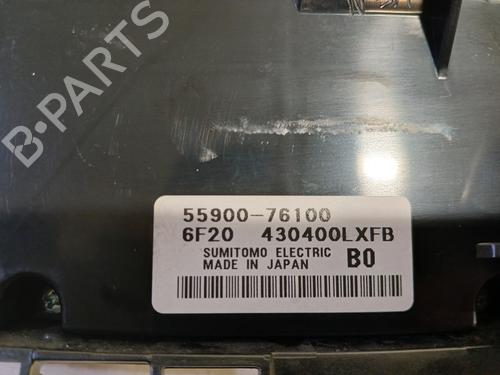 B-PARTS
55900-76100
6F20 430400LXFB
SUMITOMO ELECTRIC
MADE IN JAPAN B0